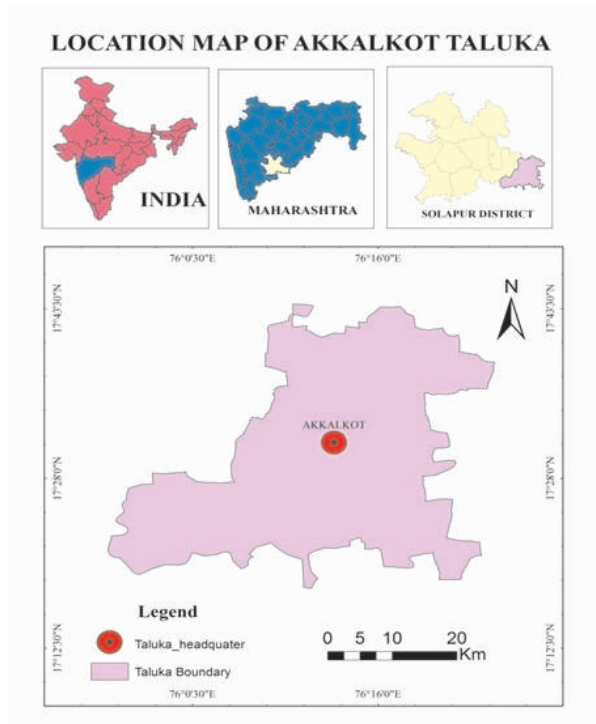 LOCATION MAP OF AKKALKOT TALUKA
INDIA
MAHARASHTRA
SOLAPUR DISTRICT
76°0'30"E 76°16'0"E
N
17°43'30"N 17°43'30"N
AKKALKOT
17°28'0"N 17°28'0"N
Legend
Taluka_headquater
Taluka Boundary
0 5 10 20
Km
17°12'30"N 17°12'30"N
76°0'30"E 76°16'0"E